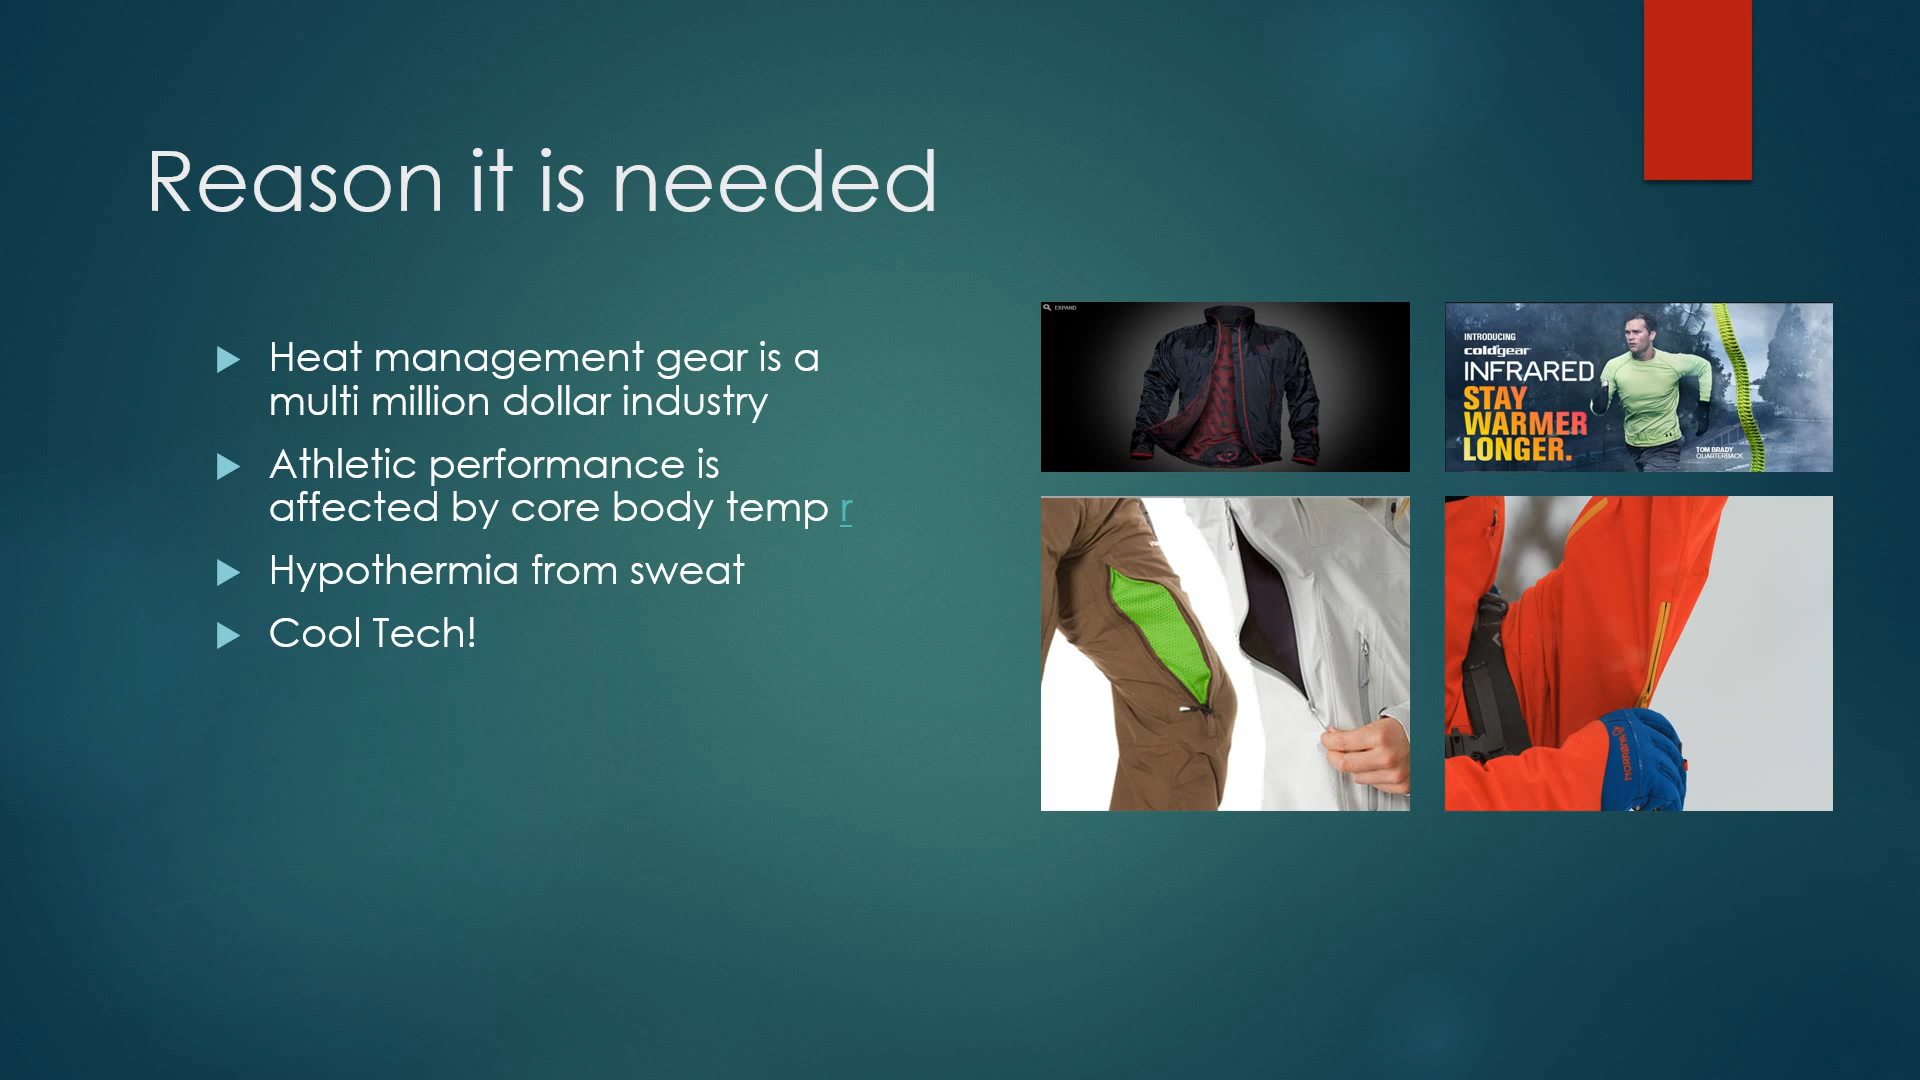 Reason it is needed
Heat management gear is a
multi million dollar industry
Athletic performance is
affected by core body temp r
Hypothermia from sweat
Cool Tech!
EXPAND
INTRODUCING
coldgear
INFRARED
STAY
WARMER
LONGER.
TOM BRADY
QUARTERBACK
NORRØNA